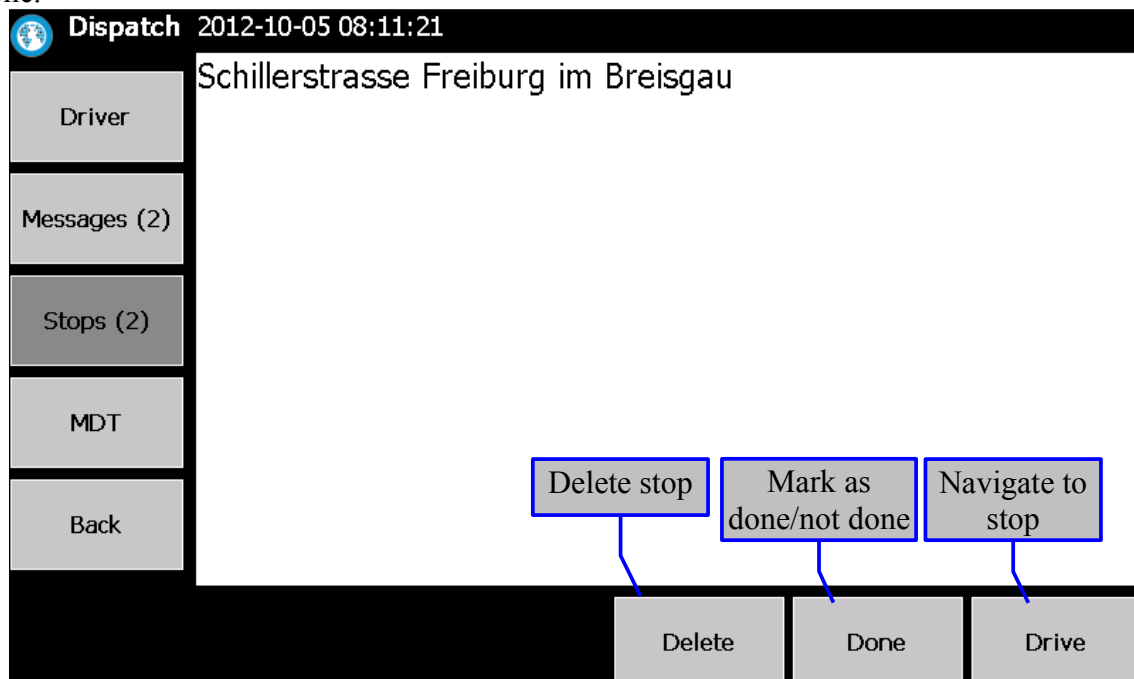 Dispatch 2012-10-05 08:11:21
Schillerstrasse Freiburg im Breisgau
Driver
Messages (2)
Stops (2)
MDT
Back
Delete stop
Mark as
done/not done
Navigate to
stop
Delete
Done
Drive